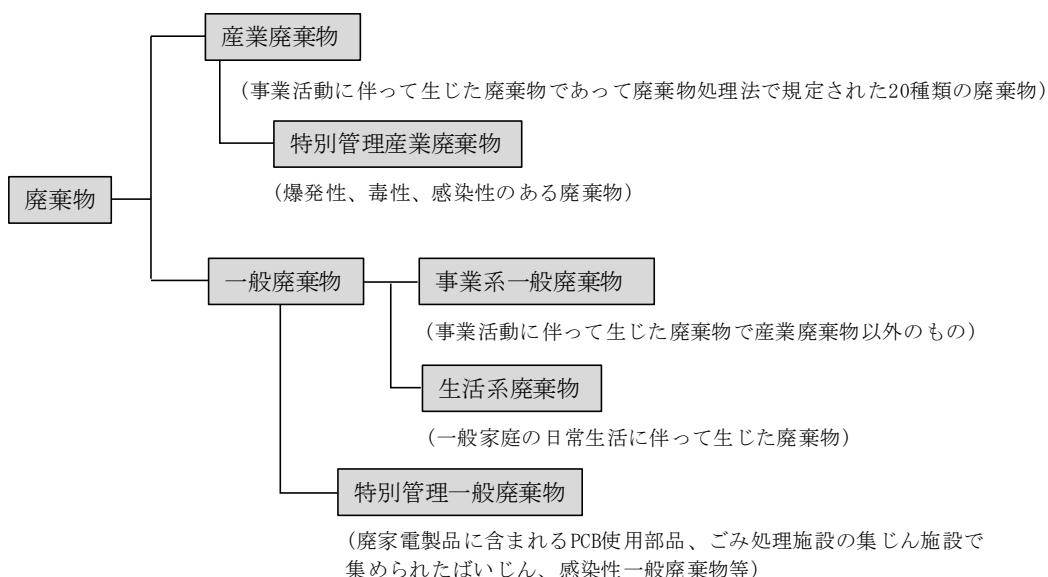 産業廃棄物
(事業活動に伴って生じた廃棄物であって廃棄物処理法で規定された20種類の廃棄物)
特別管理産業廃棄物
(爆発性、毒性、感染性のある廃棄物)
廃棄物
一般廃棄物
事業系一般廃棄物
(事業活動に伴って生じた廃棄物で産業廃棄物以外のもの)
生活系廃棄物
(一般家庭の日常生活に伴って生じた廃棄物)
特別管理一般廃棄物
(廃家電製品に含まれるPCB使用部品、ごみ処理施設の集じん施設で
集められたばいじん、感染性一般廃棄物等)